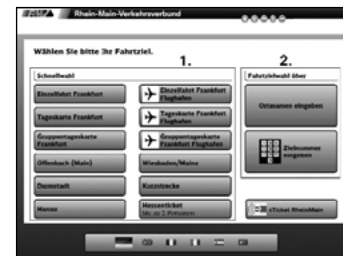 Rhein-Main-Verkehrsverbund
Wählen Sie bitte Ihr Fahrtziel.
1.
2.
Schnellwahl
Fahrtzielwahl über
Einzelfahrt Frankfurt
Einzelfahrt Frankfurt
Flughafen
Tageskarte Frankfurt
Tageskarte Frankfurt
Flughafen
Gruppentageskarte
Frankfurt
Gruppentageskarte
Frankfurt Flughafen
Offenbach (Main)
Wiesbaden/Mainz
Darmstadt
Kurzstrecke
Hanau
Hessenticket
bis zu 5 Personen
Ortsnamen eingeben
Zielnummer
eingeben
eTicket RheinMain